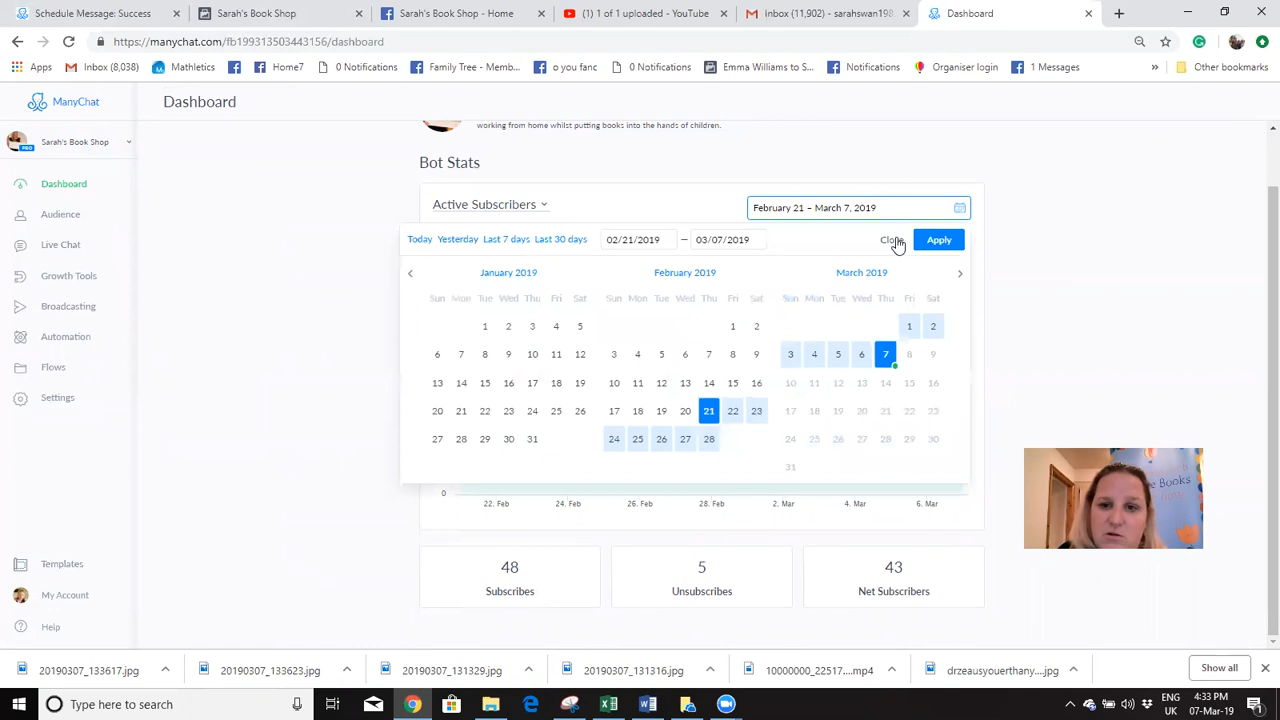 Schedule Message: Success
Sarah's Book Shop
Sarah's Book Shop - Home
(1) 1 of 1 uploaded - YouTube
Inbox (11,902) - sarahswan198
Dashboard
https://manychat.com/fb199313503443156/dashboard
Apps
Inbox (8,038)
Mathletics
0 Notifications
Home7
Family Tree - Memb...
o you fanc
0 Notifications
Emma Williams to S...
Notifications
Organiser login
1 Messages
Other bookmarks
ManyChat
Dashboard
Sarah's Book Shop
PRO
working from home whilst putting books into the hands of children.
Dashboard
Audience
Live Chat
Growth Tools
Broadcasting
Automation
Flows
Settings
Templates
My Account
Help
Bot Stats
Active Subscribers
February 21 – March 7, 2019
Today Yesterday Last 7 days Last 30 days 02/21/2019 — 03/07/2019 Close Apply
January 2019 February 2019 March 2019
Sun Mon Tue Wed Thu Fri Sat Sun Mon Tue Wed Thu Fri Sat Sun Mon Tue Wed Thu Fri Sat
1 2 3 4 5 1 2 1 2
6 7 8 9 10 11 12 3 4 5 6 7 8 9 3 4 5 6 7 8 9
13 14 15 16 17 18 19 10 11 12 13 14 15 16 10 11 12 13 14 15 16
20 21 22 23 24 25 26 17 18 19 20 21 22 23 17 18 19 20 21 22 23
27 28 29 30 31 24 25 26 27 28 24 25 26 27 28 29 30
31
0
22. Feb 24. Feb 26. Feb 28. Feb 2. Mar 4. Mar 6. Mar
48 5 43
Subscribes Unsubscribes Net Subscribers
e Books
20190307_133617.jpg
20190307_133623.jpg
20190307_131329.jpg
20190307_131316.jpg
10000000_22517....mp4
drzeausyouerthany....jpg
Show all
Type here to search
ENG
UK
4:33 PM
07-Mar-19